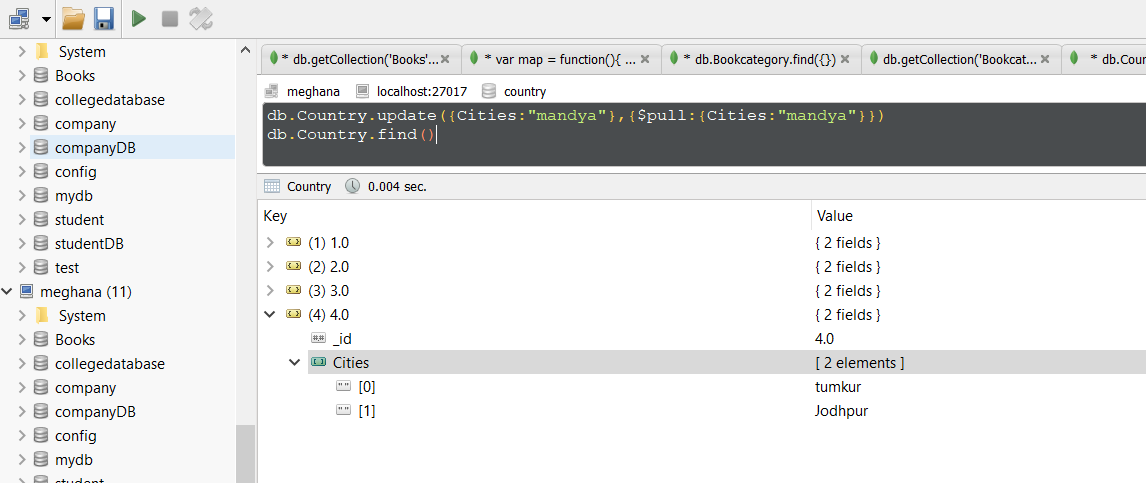 System
Books
collegedatabase
company
companyDB
config
mydb
student
studentDB
test
meghana (11)
System
Books
collegedatabase
company
companyDB
config
mydb
student
* db.getCollection('Books'... * var map = function(){ ... * db.Bookcategory.find({}) db.getCollection('Bookcat... * db.Cour
meghana localhost:27017 country
db.Country.update({Cities:"mandya"},{$pull:{Cities:"mandya"}})
db.Country.find()
Country 0.004 sec.
Key Value
(1) 1.0 { 2 fields }
(2) 2.0 { 2 fields }
(3) 3.0 { 2 fields }
(4) 4.0 { 2 fields }
_id 4.0
Cities [ 2 elements ]
[0] tumkur
[1] Jodhpur